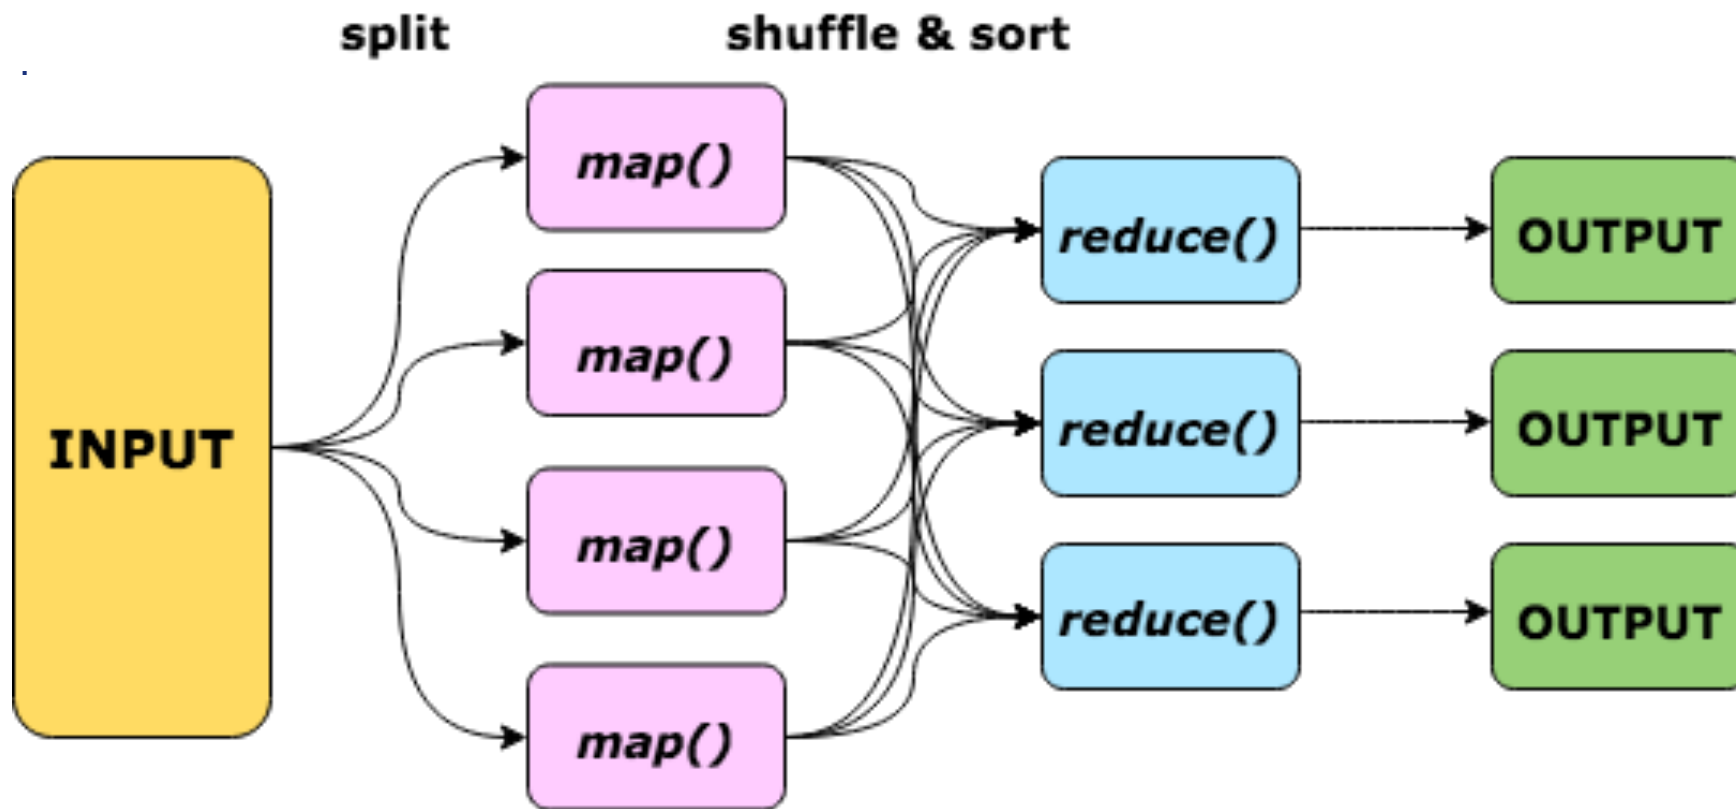 split
shuffle & sort
INPUT
map()
map()
map()
map()
reduce()
reduce()
reduce()
OUTPUT
OUTPUT
OUTPUT